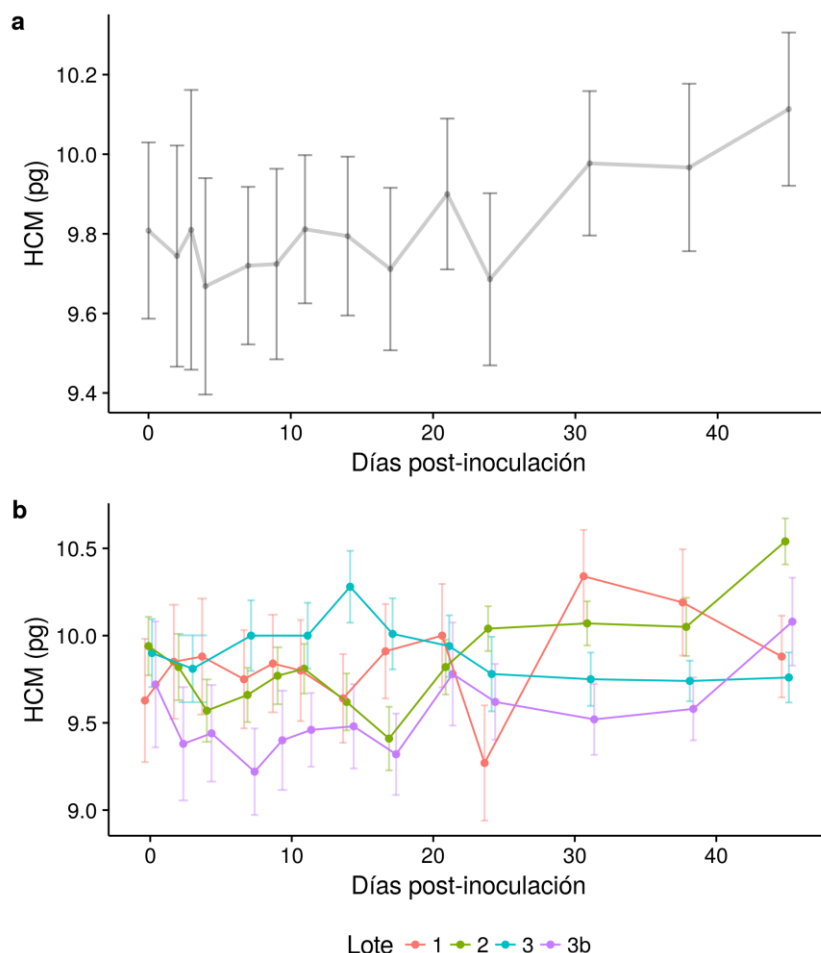 a
HCM (pg)
10.2
10.0
9.8
9.6
9.4
0 10 20 30 40
Días post-inoculación
b
HCM (pg)
10.5
10.0
9.5
9.0
0 10 20 30 40
Días post-inoculación
Lote 1 2 3 3b